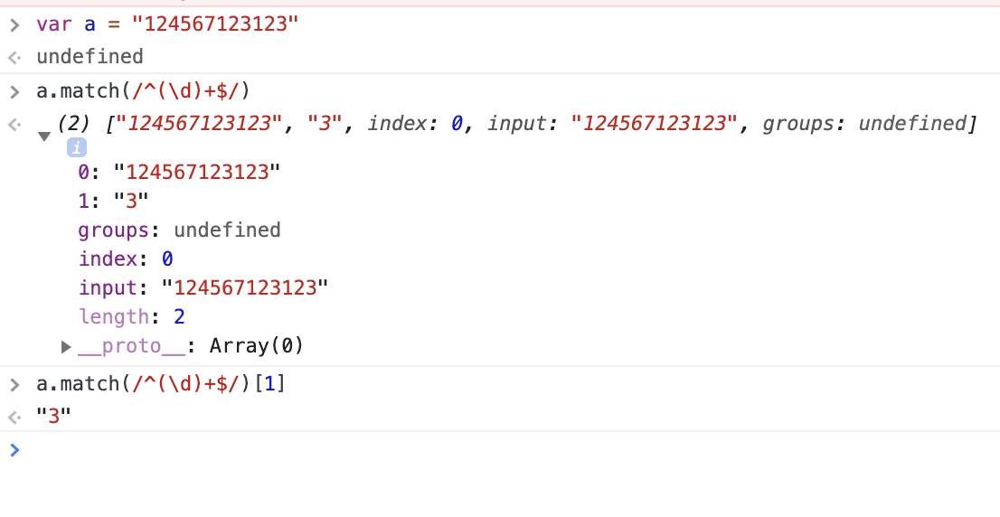 > var a = "124567123123"
<· undefined
> a.match(/^(\d)+$/)
<· ▼ (2) ["124567123123", "3", index: 0, input: "124567123123", groups: undefined]
i
0: "124567123123"
1: "3"
groups: undefined
index: 0
input: "124567123123"
length: 2
▶ __proto__: Array(0)
> a.match(/^(\d)+$/)[1]
<· "3"
>